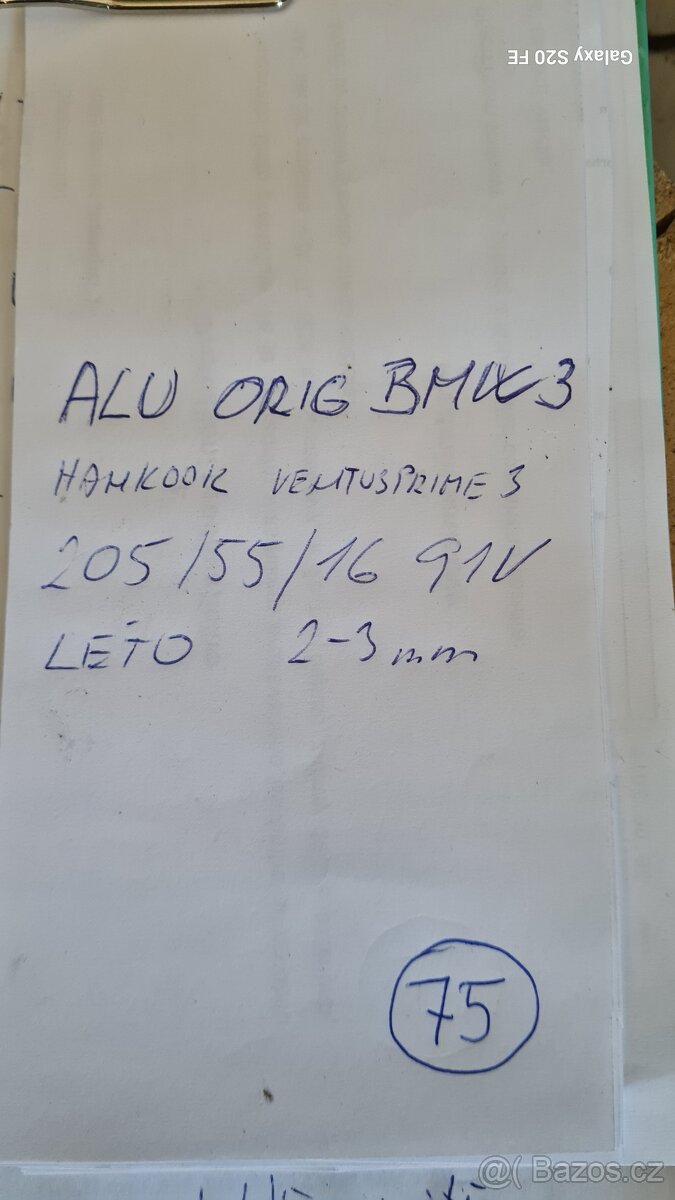 Galaxy S20 FE
ALU ORIG BMW 3
HANKOOK VENTUSPRIME 3
205/55/16 91V
LÉTO 2-3mm
75
@( Bazos.cz